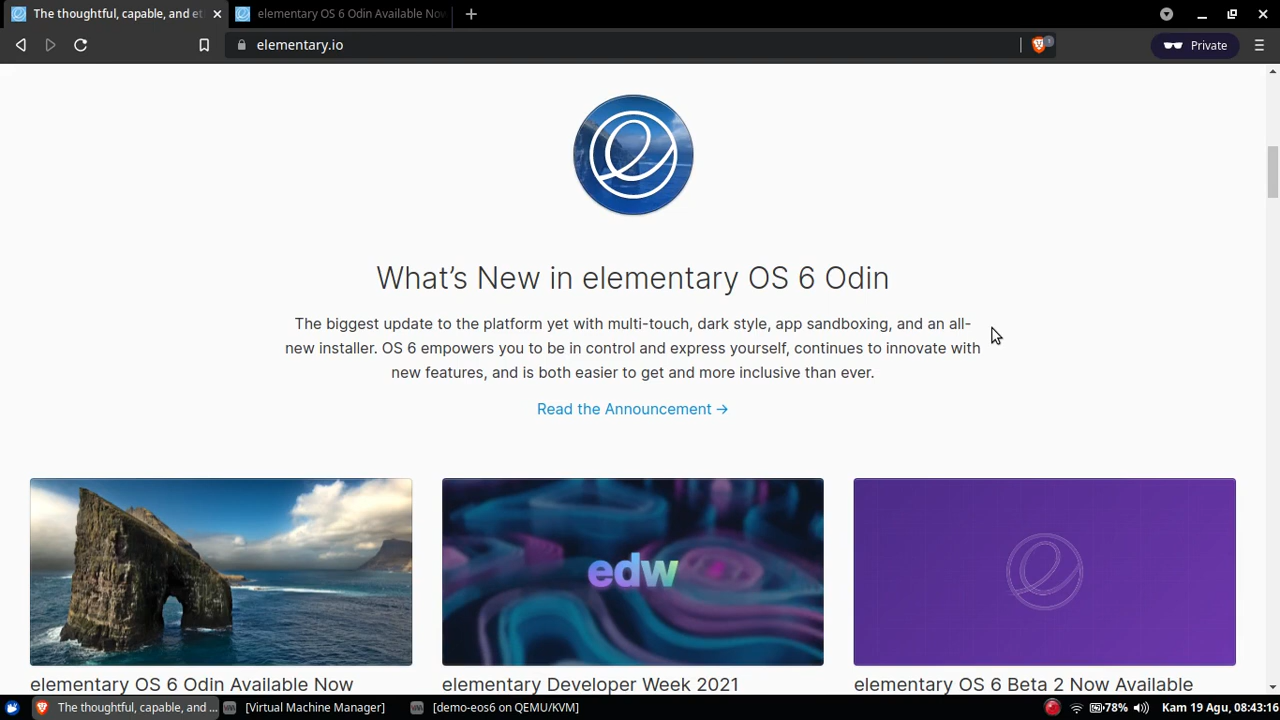 The thoughtful, capable, and et
elementary OS 6 Odin Available Nov
elementary.io
1
Private
What's New in elementary OS 6 Odin
The biggest update to the platform yet with multi-touch, dark style, app sandboxing, and an all-
new installer. OS 6 empowers you to be in control and express yourself, continues to innovate with
new features, and is both easier to get and more inclusive than ever.
Read the Announcement →
edw
elementary OS 6 Odin Available Now
elementary Developer Week 2021
elementary OS 6 Beta 2 Now Available
The thoughtful, capable, and ...
[Virtual Machine Manager]
[demo-eos6 on QEMU/KVM]
78%
Kam 19 Agu, 08:43:16